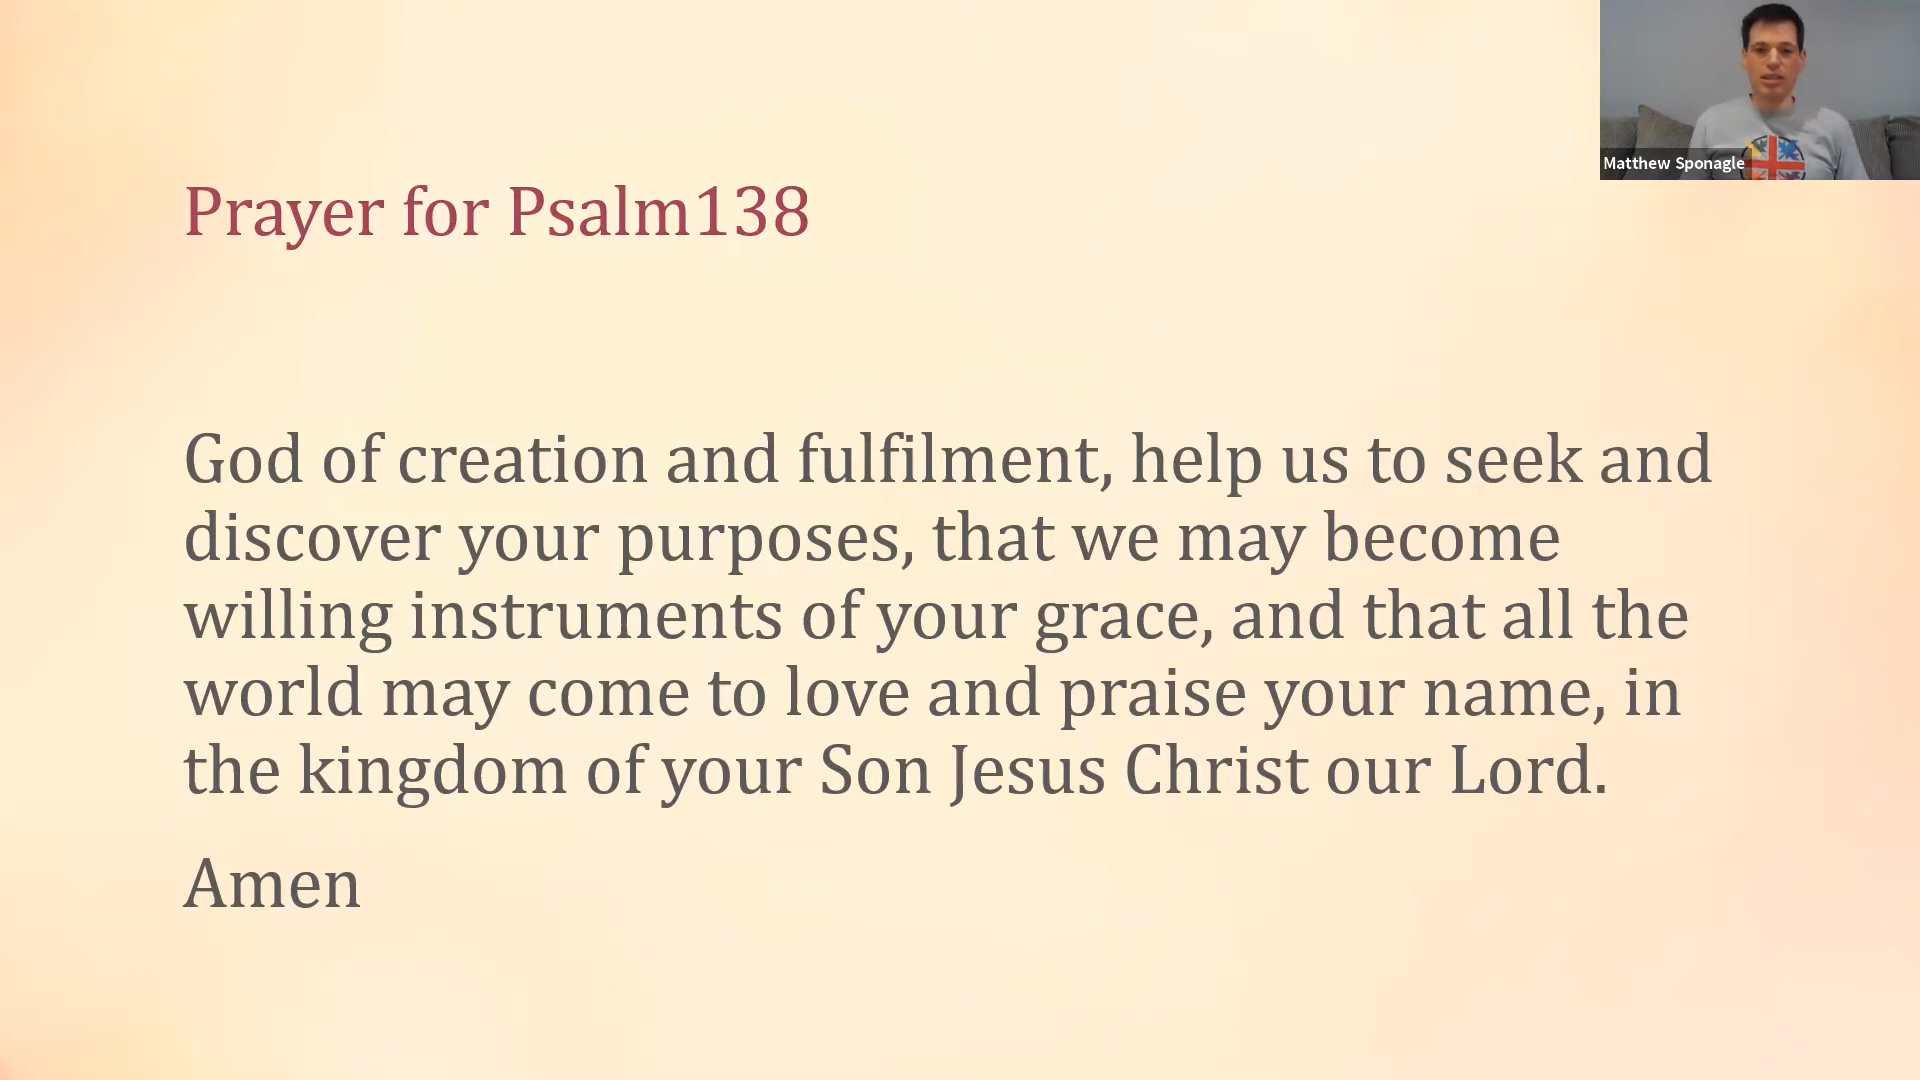 Matthew Sponagle
Prayer for Psalm138
God of creation and fulfilment, help us to seek and
discover your purposes, that we may become
willing instruments of your grace, and that all the
world may come to love and praise your name, in
the kingdom of your Son Jesus Christ our Lord.
Amen